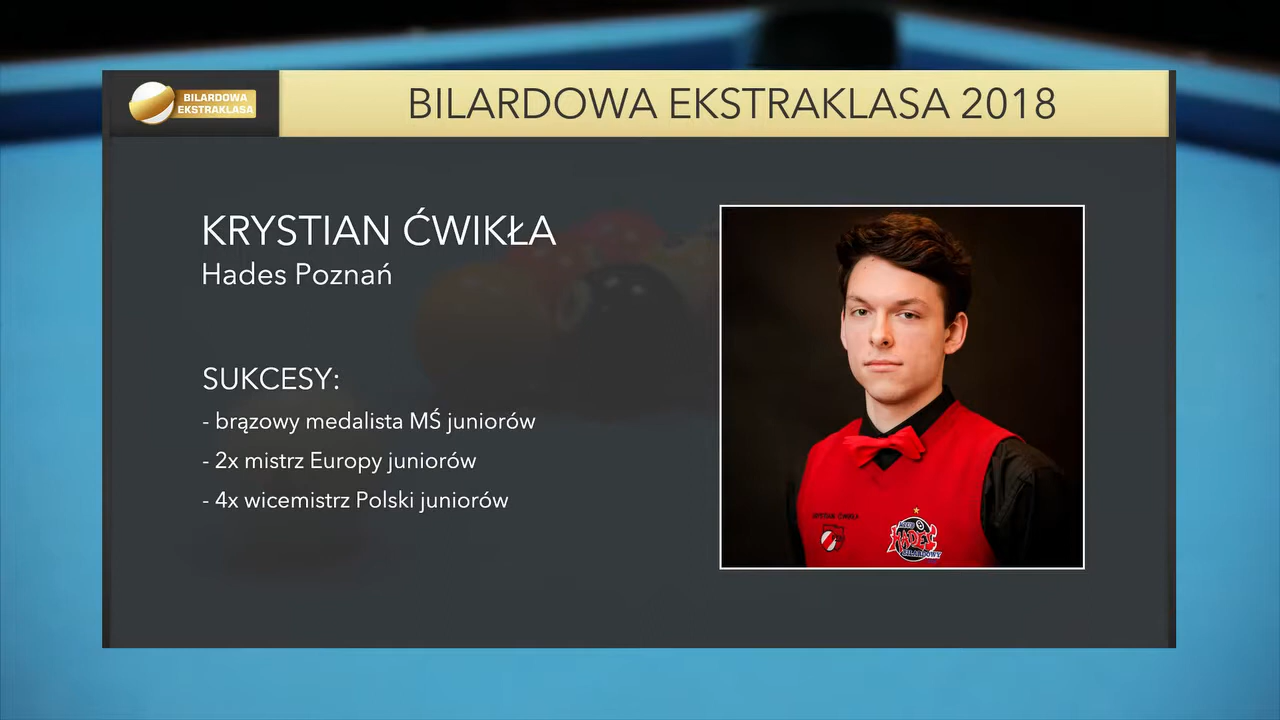 BILARDOWA
EKSTRAKLASA
BILARDOWA EKSTRAKLASA 2018
KRYSTIAN ĆWIKŁA
Hades Poznań
SUKCESY:
- brązowy medalista MŚ juniorów
- 2x mistrz Europy juniorów
- 4x wicemistrz Polski juniorów
KRYSTIAN ĆWIKŁA
HADES
BILARDOWY